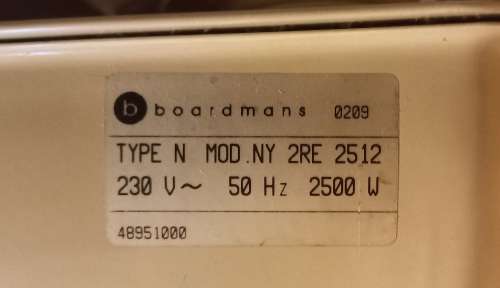 b boardmans 0209
TYPE N MOD.NY 2RE 2512
230 V~ 50 Hz 2500 W
48951000